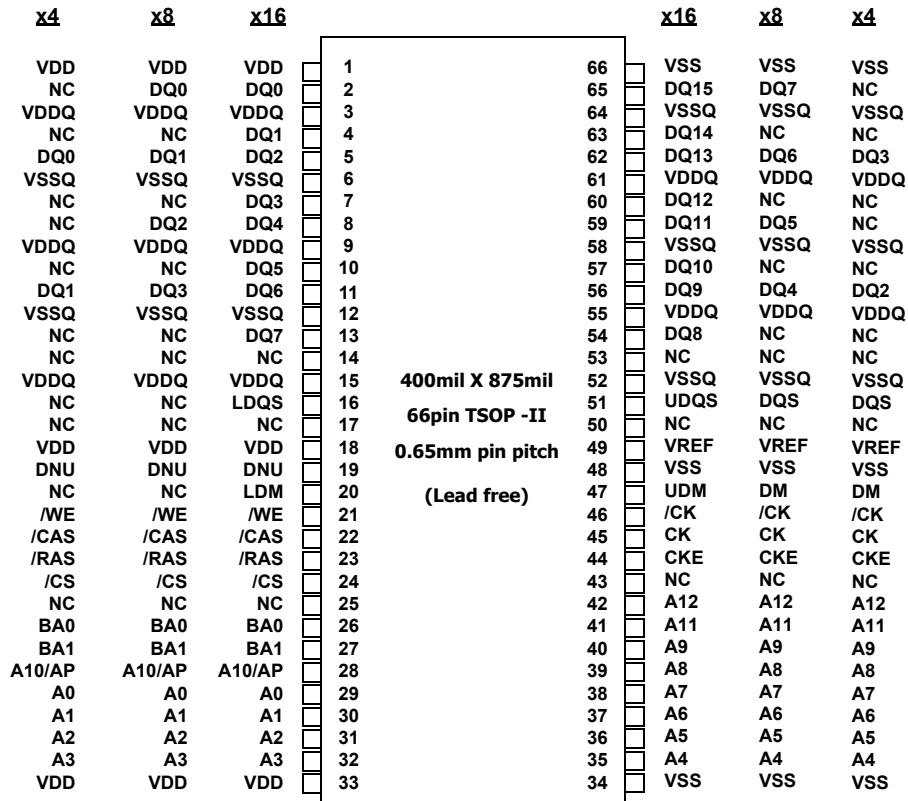 x4 x8 x16 x16 x8 x4
VDD VDD VDD 1 66 VSS VSS VSS
NC DQ0 DQ0 2 65 DQ15 DQ7 NC
VDDQ VDDQ VDDQ 3 64 VSSQ VSSQ VSSQ
NC NC DQ1 4 63 DQ14 NC NC
DQ0 DQ1 DQ2 5 62 DQ13 DQ6 DQ3
VSSQ VSSQ VSSQ 6 61 VDDQ VDDQ VDDQ
NC NC DQ3 7 60 DQ12 NC NC
NC DQ2 DQ4 8 59 DQ11 DQ5 NC
VDDQ VDDQ VDDQ 9 58 VSSQ VSSQ VSSQ
NC NC DQ5 10 57 DQ10 NC NC
DQ1 DQ3 DQ6 11 56 DQ9 DQ4 DQ2
VSSQ VSSQ VSSQ 12 55 VDDQ VDDQ VDDQ
NC NC DQ7 13 54 DQ8 NC NC
NC NC NC 14 53 NC NC NC
VDDQ VDDQ VDDQ 15 400mil X 875mil 52 VSSQ VSSQ VSSQ
NC NC LDQS 16 66pin TSOP -II 51 UDQS DQS DQS
NC NC NC 17 50 NC NC NC
VDD VDD VDD 18 0.65mm pin pitch 49 VREF VREF VREF
DNU DNU DNU 19 48 VSS VSS VSS
NC NC LDM 20 (Lead free) 47 UDM DM DM
/WE /WE /WE 21 46 /CK /CK /CK
/CAS /CAS /CAS 22 45 CK CK CK
/RAS /RAS /RAS 23 44 CKE CKE CKE
/CS /CS /CS 24 43 NC NC NC
NC NC NC 25 42 A12 A12 A12
BA0 BA0 BA0 26 41 A11 A11 A11
BA1 BA1 BA1 27 40 A9 A9 A9
A10/AP A10/AP A10/AP 28 39 A8 A8 A8
A0 A0 A0 29 38 A7 A7 A7
A1 A1 A1 30 37 A6 A6 A6
A2 A2 A2 31 36 A5 A5 A5
A3 A3 A3 32 35 A4 A4 A4
VDD VDD VDD 33 34 VSS VSS VSS